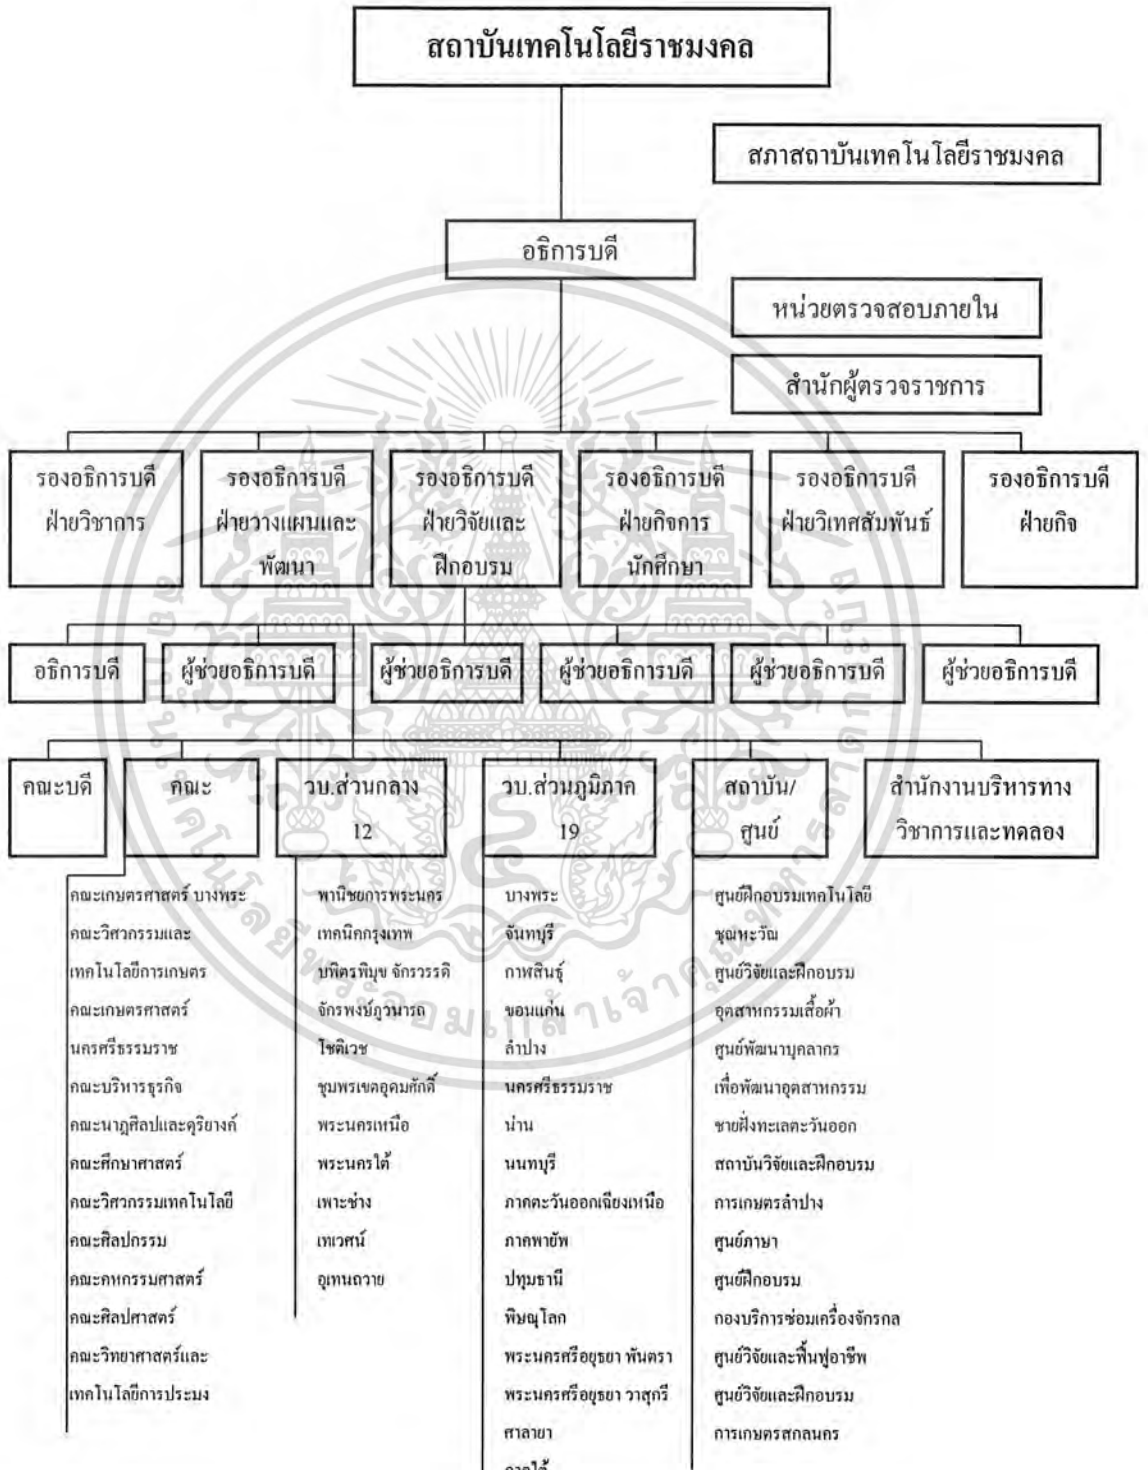 สถาบันเทคโนโลยีราชมงคล
สภาสถาบันเทคโนโลยีราชมงคล
อธิการบดี
หน่วยตรวจสอบภายใน
สำนักผู้ตรวจราชการ
รองอธิการบดี
ฝ่ายวิชาการ
รองอธิการบดี
ฝ่ายวางแผนและ
พัฒนา
รองอธิการบดี
ฝ่ายวิจัยและ
ฝึกอบรม
รองอธิการบดี
ฝ่ายกิจการ
นักศึกษา
รองอธิการบดี
ฝ่ายวิเทศสัมพันธ์
รองอธิการบดี
ฝ่ายกิจ
อธิการบดี
ผู้ช่วยอธิการบดี
ผู้ช่วยอธิการบดี
ผู้ช่วยอธิการบดี
ผู้ช่วยอธิการบดี
ผู้ช่วยอธิการบดี
คณะบดี
คณะ
วบ.ส่วนกลาง
12
วบ.ส่วนภูมิภาค
19
สถาบัน/
ศูนย์
สำนักงานบริหารทาง
วิชาการและทดลอง
คณะเกษตรศาสตร์ บางพระ
คณะวิศวกรรมและ
เทคโนโลยีการเกษตร
คณะเกษตรศาสตร์
นครศรีธรรมราช
คณะบริหารธุรกิจ
คณะนาฎศิลปและดุริยางค์
คณะศึกษาศาสตร์
คณะวิศวกรรมเทคโนโลยี
คณะศิลปกรรม
คณะคหกรรมศาสตร์
คณะศิลปศาสตร์
คณะวิทยาศาสตร์และ
เทคโนโลยีการประมง
พานิชยการพระนคร
เทคนิคกรุงเทพ
บพิตรพิมุข จักรวรรดิ
จักรพงษ์ภูวนารถ
โชติเวช
ชุมพรเขตอุดมศักดิ์
พระนครเหนือ
พระนครใต้
เพาะช่าง
เทเวศน์
อุเทนถวาย
บางพระ
จันทบุรี
กาฬสินธุ์
ขอนแก่น
ลำปาง
นครศรีธรรมราช
น่าน
นนทบุรี
ภาคตะวันออกเฉียงเหนือ
ภาคพายัพ
ปทุมธานี
พิษณุโลก
พระนครศรีอยุธยา พันตรา
พระนครศรีอยุธยา วาสุกรี
ศาลายา
ภาคใต้
ศูนย์ฝึกอบรมเทคโนโลยี
ชุณหะวัณ
ศูนย์วิจัยและฝึกอบรม
อุตสาหกรรมเสื้อผ้า
ศูนย์พัฒนาบุคลากร
เพื่อพัฒนาอุตสาหกรรม
ชายฝั่งทะเลตะวันออก
สถาบันวิจัยและฝึกอบรม
การเกษตรลำปาง
ศูนย์ภาษา
ศูนย์ฝึกอบรม
กองบริการซ่อมเครื่องจักรกล
ศูนย์วิจัยและฟื้นฟูอาชีพ
ศูนย์วิจัยและฝึกอบรม
การเกษตรสกลนคร